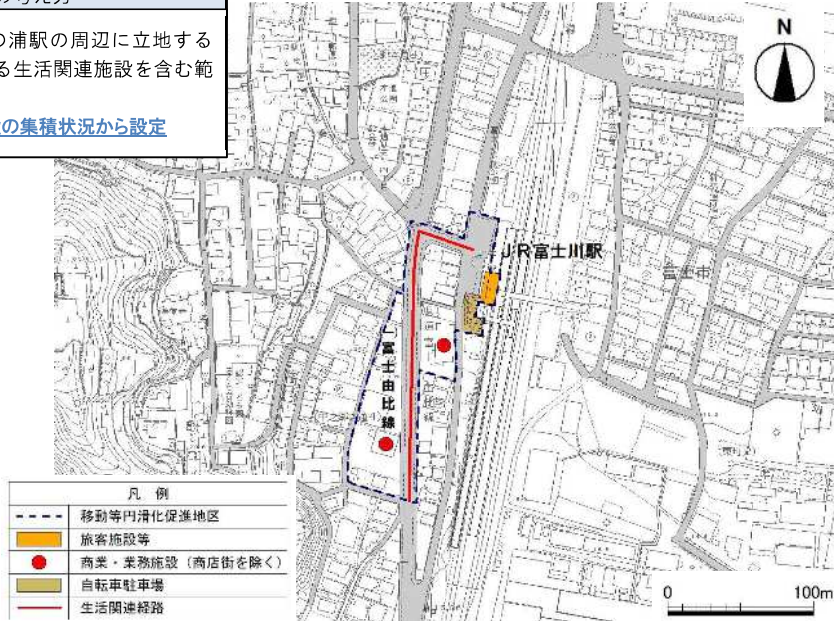 の浦駅の周辺に立地する
る生活関連施設を含む範
の集積状況から設定
N
JR富士川駅
富士市
富士由比線
凡 例
移動等円滑化促進地区
旅客施設等
商業・業務施設（商店街を除く）
自転車駐車場
生活関連経路
0 100m